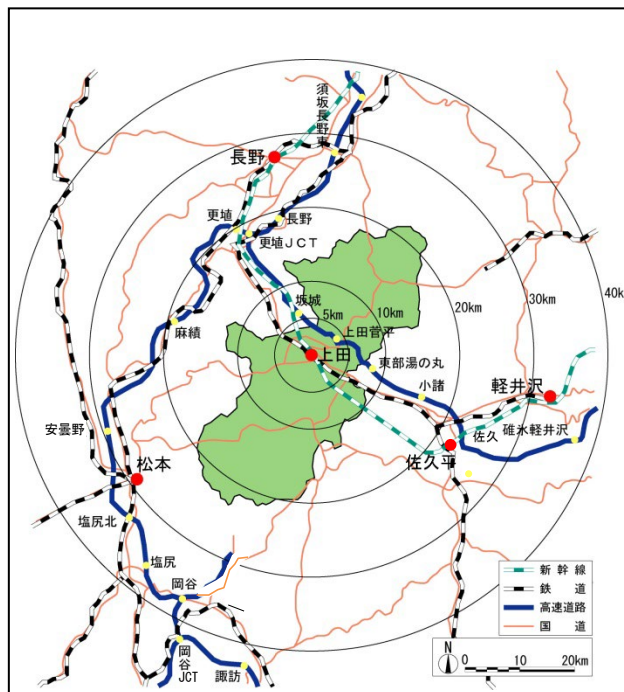 須坂長野東
長野
更埴
長野
更埴JCT
坂城
5km
10km
20km
30km
40km
上田菅平
麻績
上田
東部湯の丸
小諸
軽井沢
安曇野
佐久
碓氷軽井沢
佐久平
松本
塩尻北
塩尻
岡谷
岡谷JCT
諏訪
新幹線
鉄道
高速道路
国道
N
0 10 20km